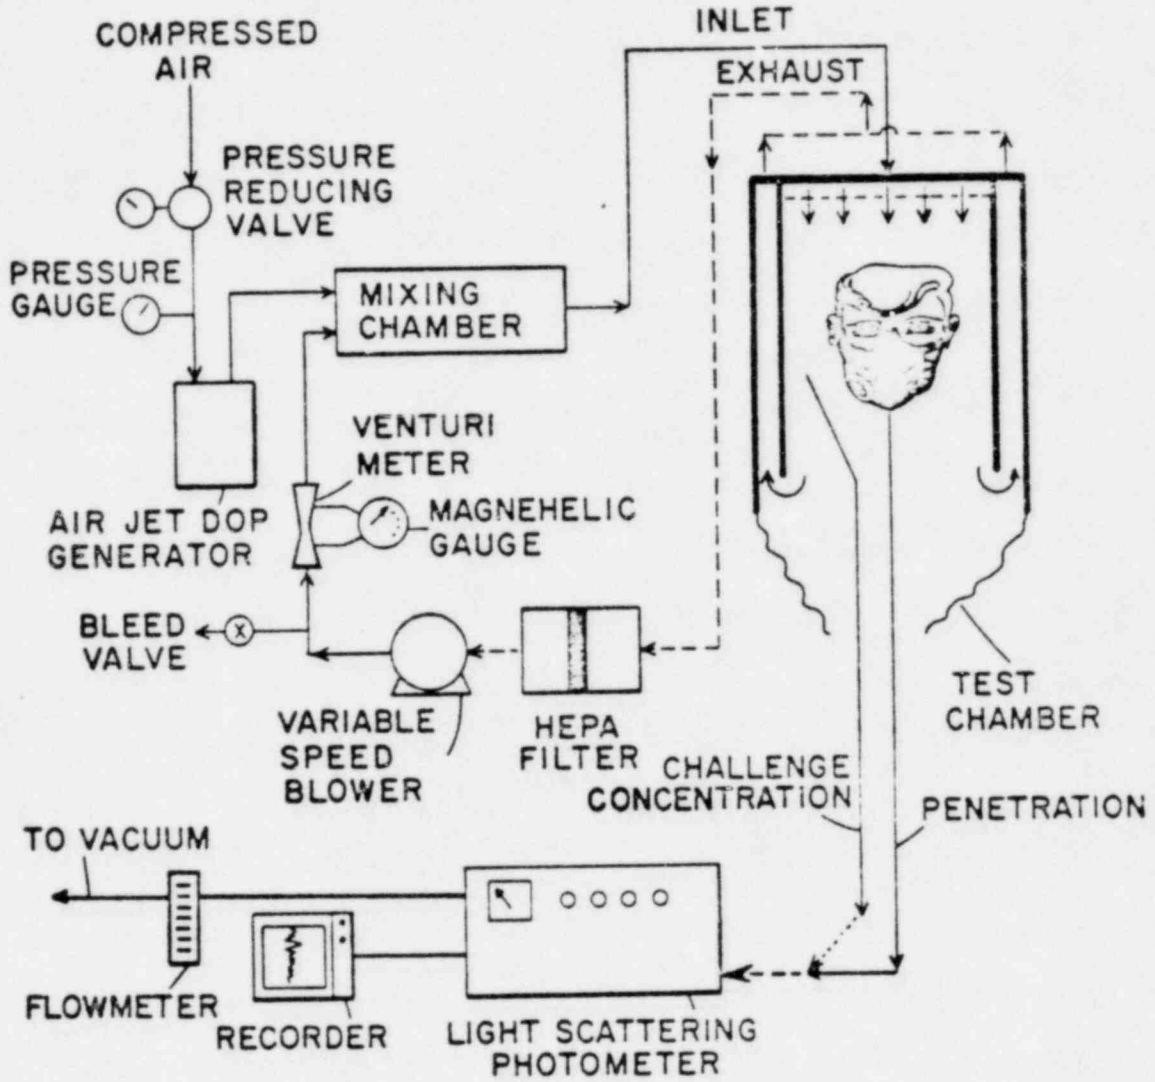 COMPRESSED
AIR
INLET
EXHAUST
PRESSURE
REDUCING
VALVE
PRESSURE
GAUGE
MIXING
CHAMBER
VENTURI
METER
AIR JET DOP
GENERATOR
MAGNEHELIC
GAUGE
BLEED
VALVE
X
VARIABLE
SPEED
BLOWER
HEPA
FILTER
TEST
CHAMBER
CHALLENGE
CONCENTRATION
PENETRATION
TO VACUUM
FLOWMETER
RECORDER
LIGHT SCATTERING
PHOTOMETER